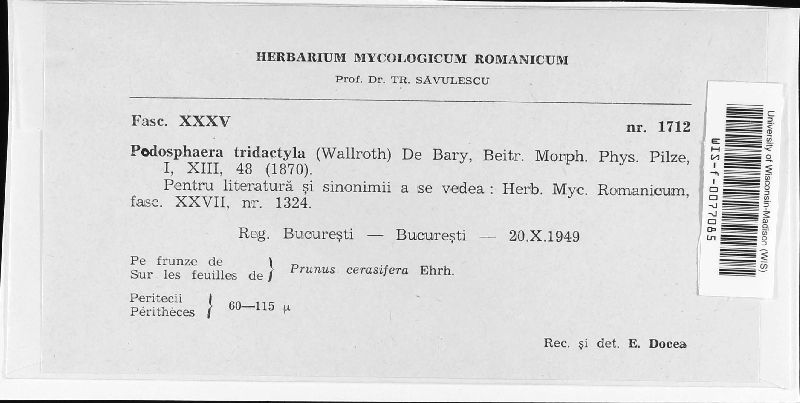 HERBARIUM MYCOLOGICUM ROMANICUM
Prof. Dr. TR. SĂVULESCU
Fasc. XXXV
nr. 1712
Podosphaera tridactyla (Wallroth) De Bary, Beitr. Morph. Phys. Pilze,
I, XIII, 48 (1870).
Pentru literatură și sinonimii a se vedea : Herb. Myc. Romanicum,
fasc. XXVII, nr. 1324.
Reg. București — București — 20.X.1949
Pe frunze de
Sur les feuilles de } Prunus cerasifera Ehrh.
Peritecii
Périthèces } 60—115 μ
Rec. și det. E. Docea
University of Wisconsin-Madison (WIS)
WIS-f-0077085